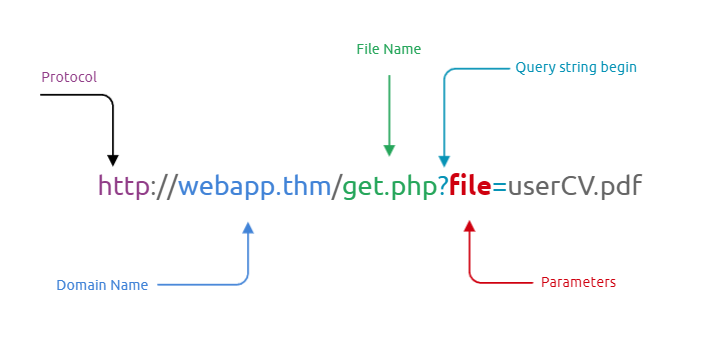 File Name
Query string begin
Protocol
http://webapp.thm/get.php?file=userCV.pdf
Domain Name
Parameters